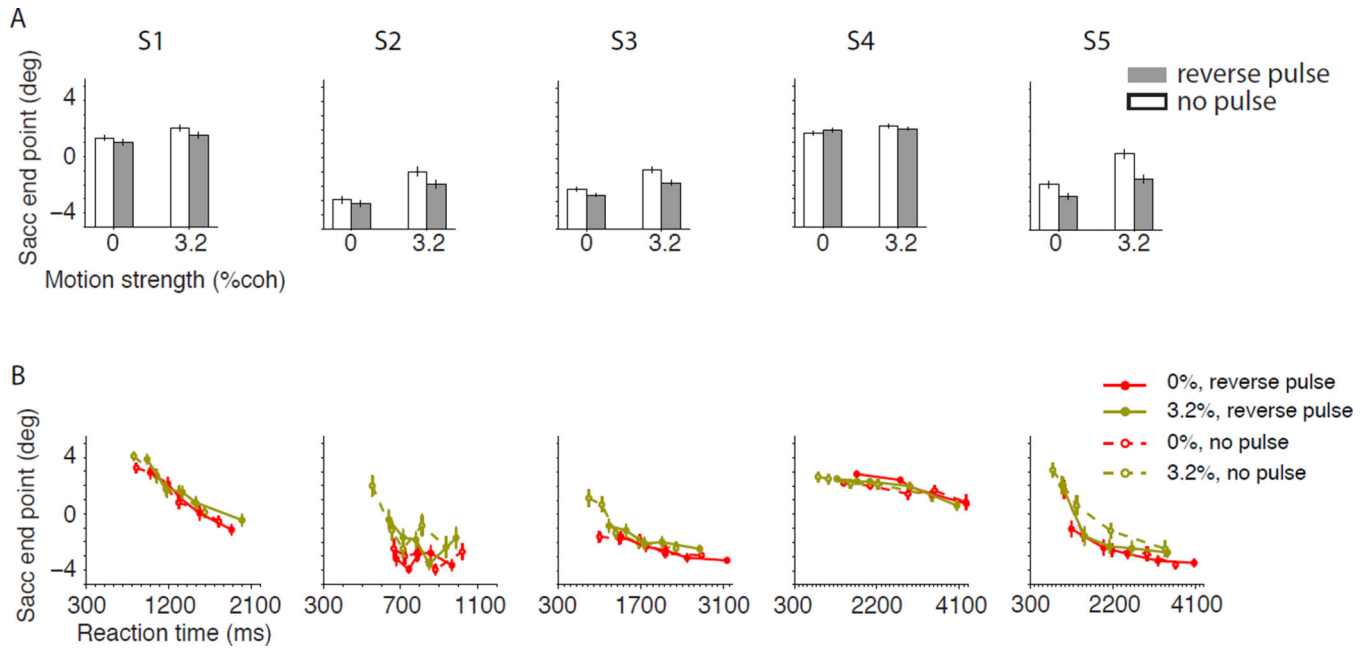 A
S1 S2 S3 S4 S5
reverse pulse
no pulse
Sacc end point (deg)
4
0
−4
0 3.2 0 3.2 0 3.2 0 3.2 0 3.2
Motion strength (%coh)
B
0%, reverse pulse
3.2%, reverse pulse
0%, no pulse
3.2%, no pulse
Sacc end point (deg)
4
0
−4
300 1200 2100 300 700 1100 300 1700 3100 300 2200 4100 300 2200 4100
Reaction time (ms)